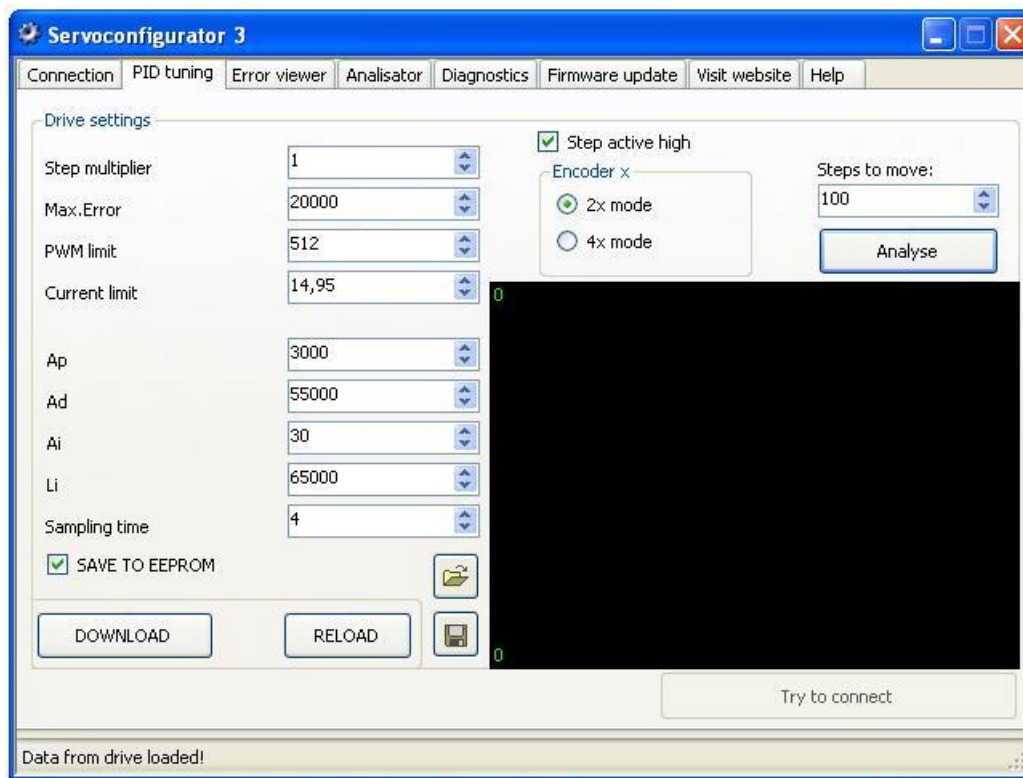 Servoconfigurator 3
Connection PID tuning Error viewer Analisator Diagnostics Firmware update Visit website Help
Drive settings
Step multiplier 1
Max.Error 20000
PWM limit 512
Current limit 14,95
Ap 3000
Ad 55000
Ai 30
Li 65000
Sampling time 4
SAVE TO EEPROM
DOWNLOAD RELOAD
Step active high
Encoder x
2x mode
4x mode
Steps to move:
100
Analyse
0
0
Try to connect
Data from drive loaded!